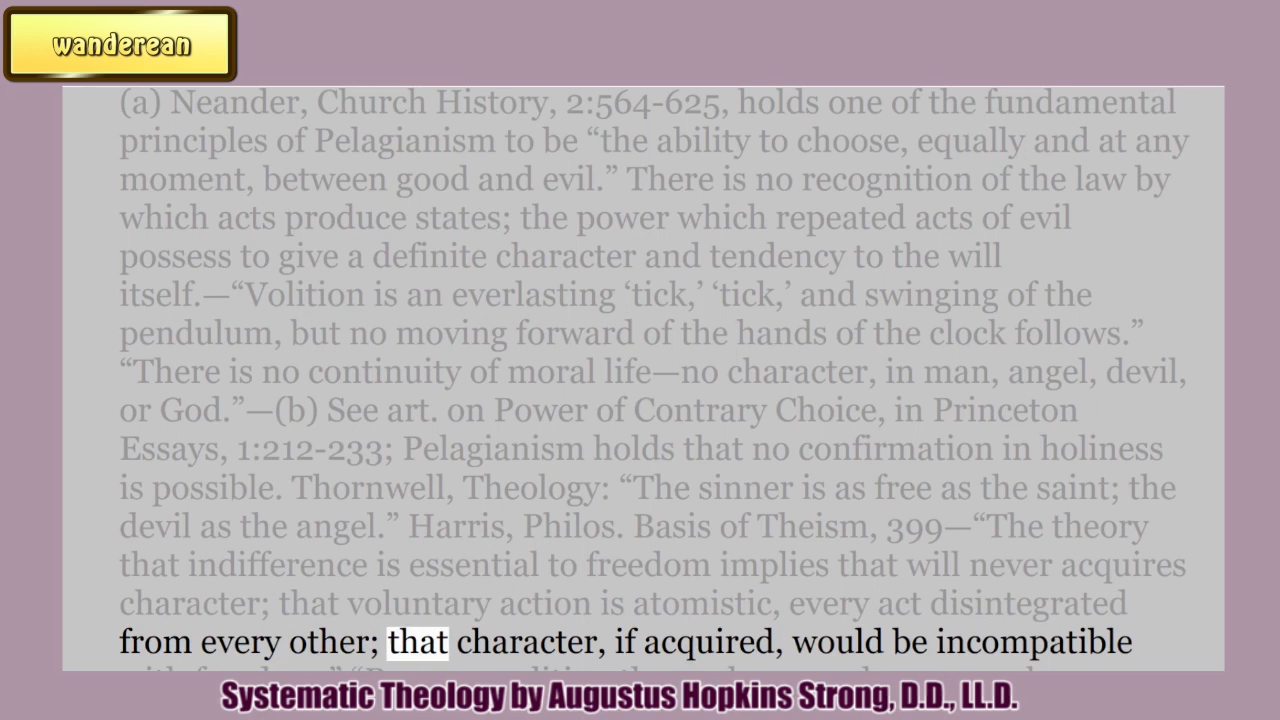 wanderean
(a) Neander, Church History, 2:564-625, holds one of the fundamental
principles of Pelagianism to be “the ability to choose, equally and at any
moment, between good and evil.” There is no recognition of the law by
which acts produce states; the power which repeated acts of evil
possess to give a definite character and tendency to the will
itself.—“Volition is an everlasting ‘tick,’ ‘tick,’ and swinging of the
pendulum, but no moving forward of the hands of the clock follows.”
“There is no continuity of moral life—no character, in man, angel, devil,
or God.”—(b) See art. on Power of Contrary Choice, in Princeton
Essays, 1:212-233; Pelagianism holds that no confirmation in holiness
is possible. Thornwell, Theology: “The sinner is as free as the saint; the
devil as the angel.” Harris, Philos. Basis of Theism, 399—“The theory
that indifference is essential to freedom implies that will never acquires
character; that voluntary action is atomistic, every act disintegrated
from every other; that character, if acquired, would be incompatible
Systematic Theology by Augustus Hopkins Strong, D.D., LL.D.